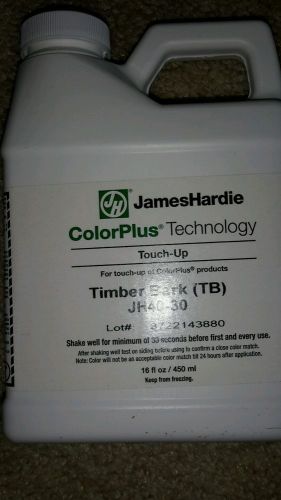 JH JamesHardie
ColorPlus® Technology
Touch-Up
For touch-up of ColorPlus® products
Timber Bark (TB)
JH40-30
Lot#: 3722143880
Shake well for minimum of 30 seconds before first and every use.
After shaking well test on siding before using to confirm a close color match.
Note: Color will not be an acceptable color match till 24 hours after application.
16 fl oz / 450 ml
Keep from freezing.